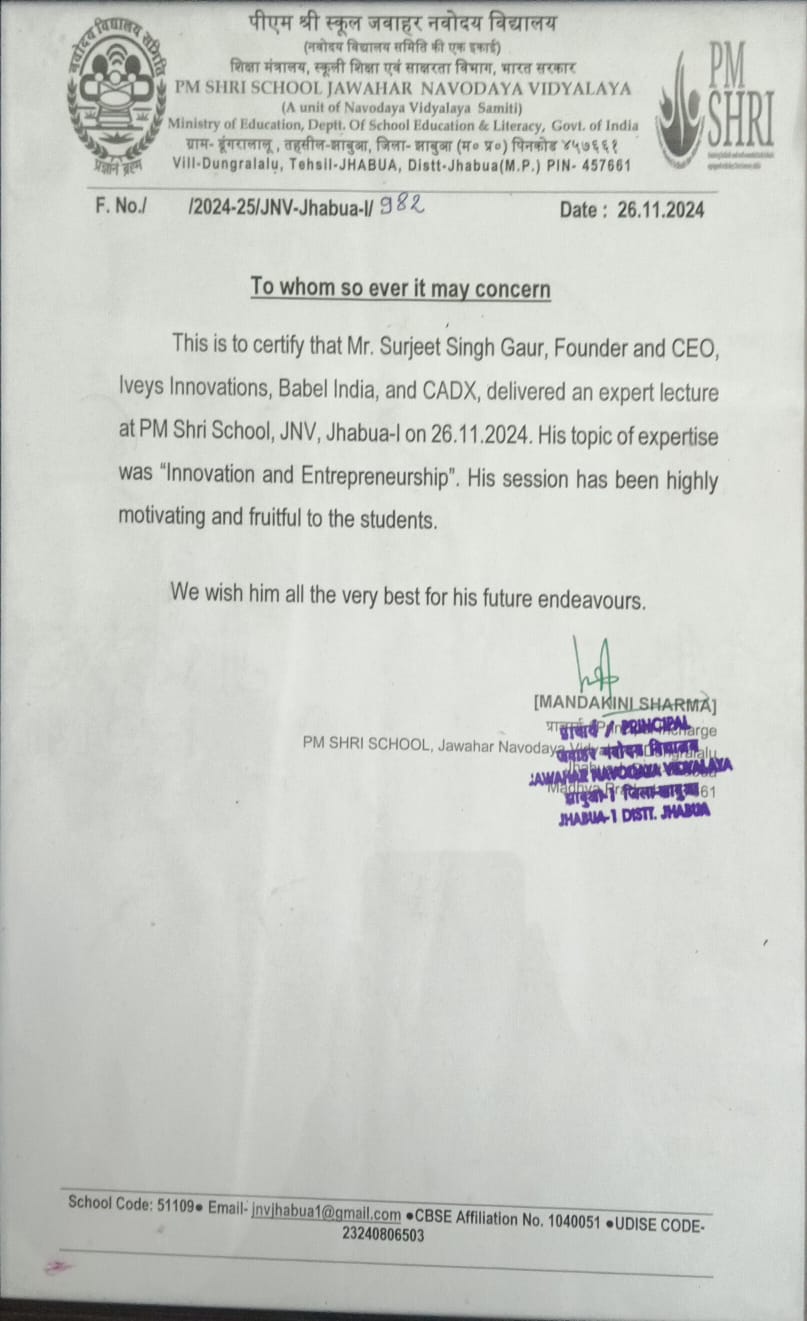 नवोदय विद्यालय समिति
प्रज्ञानं ब्रह्म
पीएम श्री स्कूल जवाहर नवोदय विद्यालय
(नवोदय विद्यालय समिति की एक इकाई)
शिक्षा मंत्रालय, स्कूली शिक्षा एवं साक्षरता विभाग, भारत सरकार
PM SHRI SCHOOL JAWAHAR NAVODAYA VIDYALAYA
(A unit of Navodaya Vidyalaya Samiti)
Ministry of Education, Deptt. Of School Education & Literacy, Govt. of India
ग्राम- डूंगरालालू , तहसील-झाबुआ, जिला- झाबुआ (म० प्र०) पिनकोड ४५७६६१
Vill-Dungralalu, Tehsil-JHABUA, Distt-Jhabua(M.P.) PIN- 457661
PM
SHRI
F. No./ /2024-25/JNV-Jhabua-I/ 982 Date : 26.11.2024
To whom so ever it may concern
This is to certify that Mr. Surjeet Singh Gaur, Founder and CEO,
Iveys Innovations, Babel India, and CADX, delivered an expert lecture
at PM Shri School, JNV, Jhabua-I on 26.11.2024. His topic of expertise
was “Innovation and Entrepreneurship”. His session has been highly
motivating and fruitful to the students.
We wish him all the very best for his future endeavours.
[MANDAKINI SHARMA]
PM SHRI SCHOOL, Jawahar Navodaya
प्राचार्य / PRINCIPAL
जवाहर नवोदय विद्यालय
JAWAHAR NAVODAYA VIDYALAYA
झाबुआ-1 जिला-झाबुआ
JHABUA-1 DISTT. JHABUA
School Code: 51109● Email- jnvjhabua1@gmail.com ●CBSE Affiliation No. 1040051 ●UDISE CODE-
23240806503